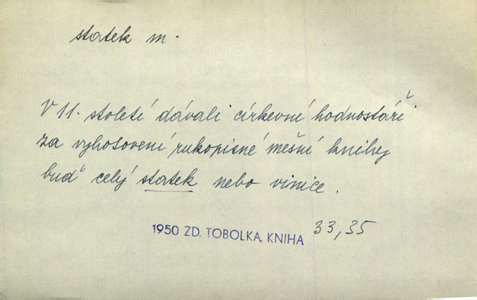 statek m.
V 11. století dávali církevní hodnostáři
za vyhotovení rukopisné mešní knihy
buď celý statek nebo vinice.
1950 ZD. TOBOLKA, KNIHA 33,35